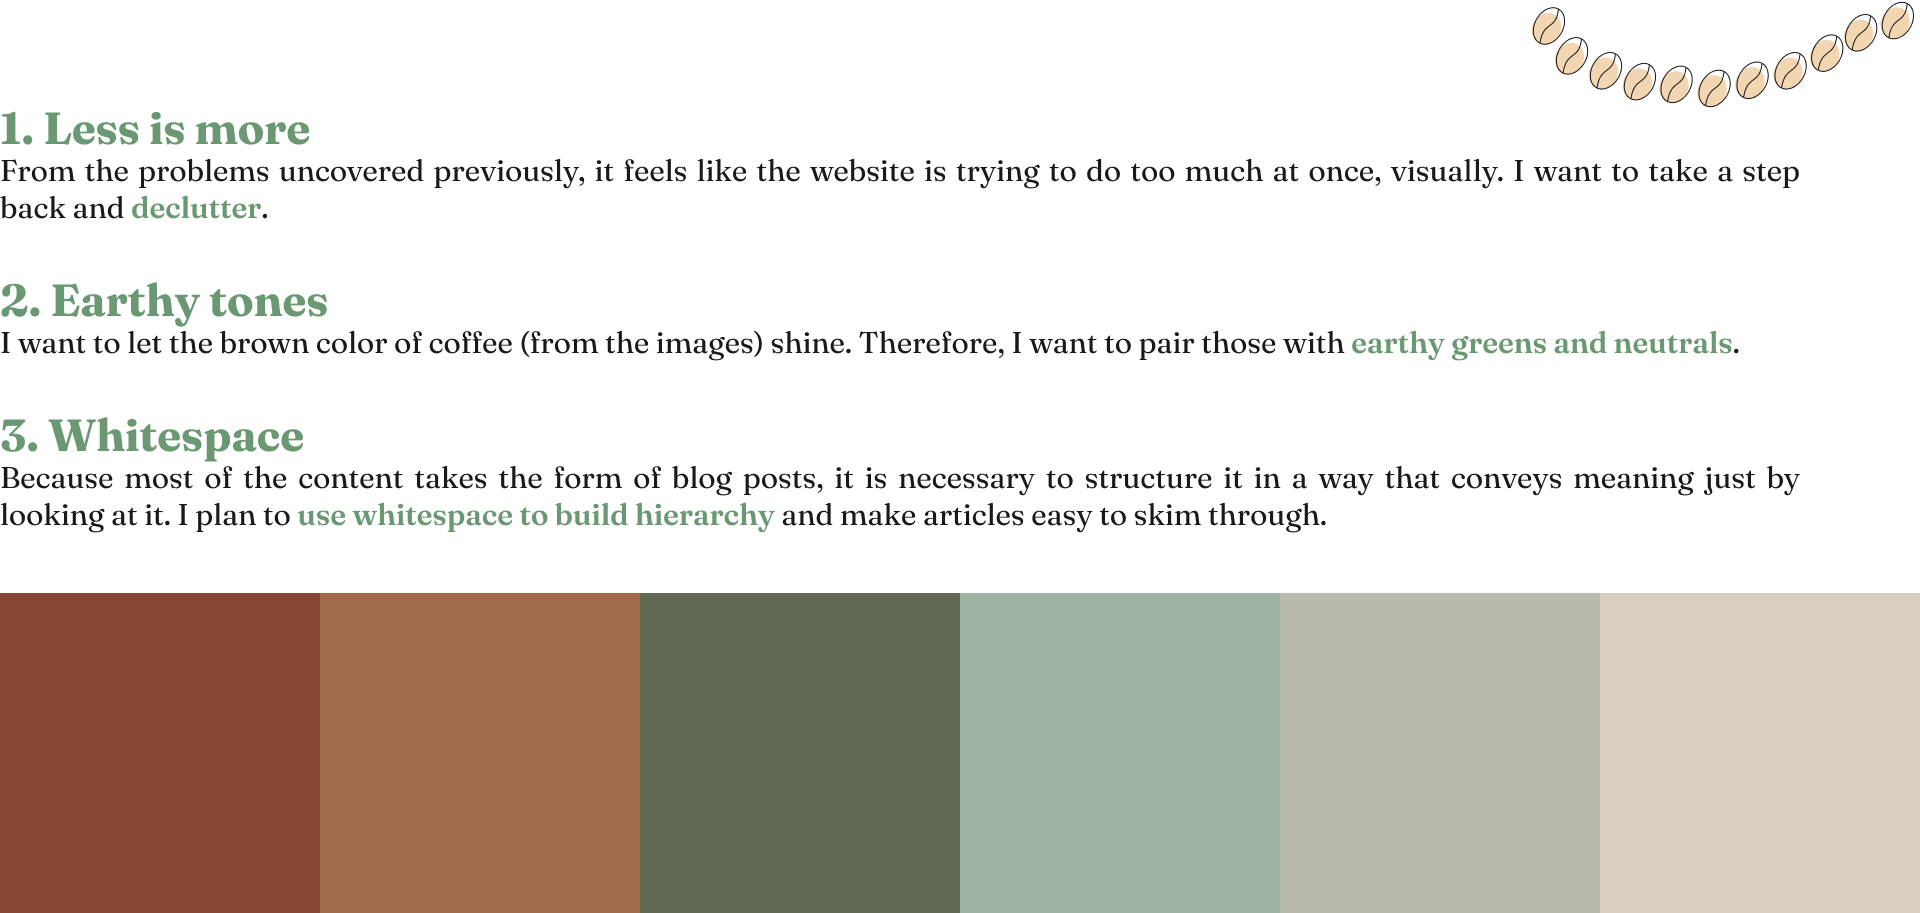 1. Less is more
From the problems uncovered previously, it feels like the website is trying to do too much at once, visually. I want to take a step
back and declutter.
2. Earthy tones
I want to let the brown color of coffee (from the images) shine. Therefore, I want to pair those with earthy greens and neutrals.
3. Whitespace
Because most of the content takes the form of blog posts, it is necessary to structure it in a way that conveys meaning just by
looking at it. I plan to use whitespace to build hierarchy and make articles easy to skim through.